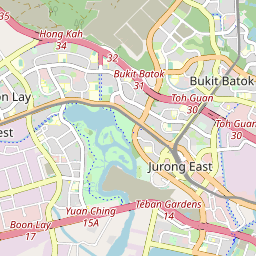 Hong Kah
34
32
Bukit Batok
31
Bukit Batok
on Lay
Toh Guan
30
Toh Guan
30
est
Jurong East
Boon Lay
17
Yuan Ching
15A
Teban Gardens
14